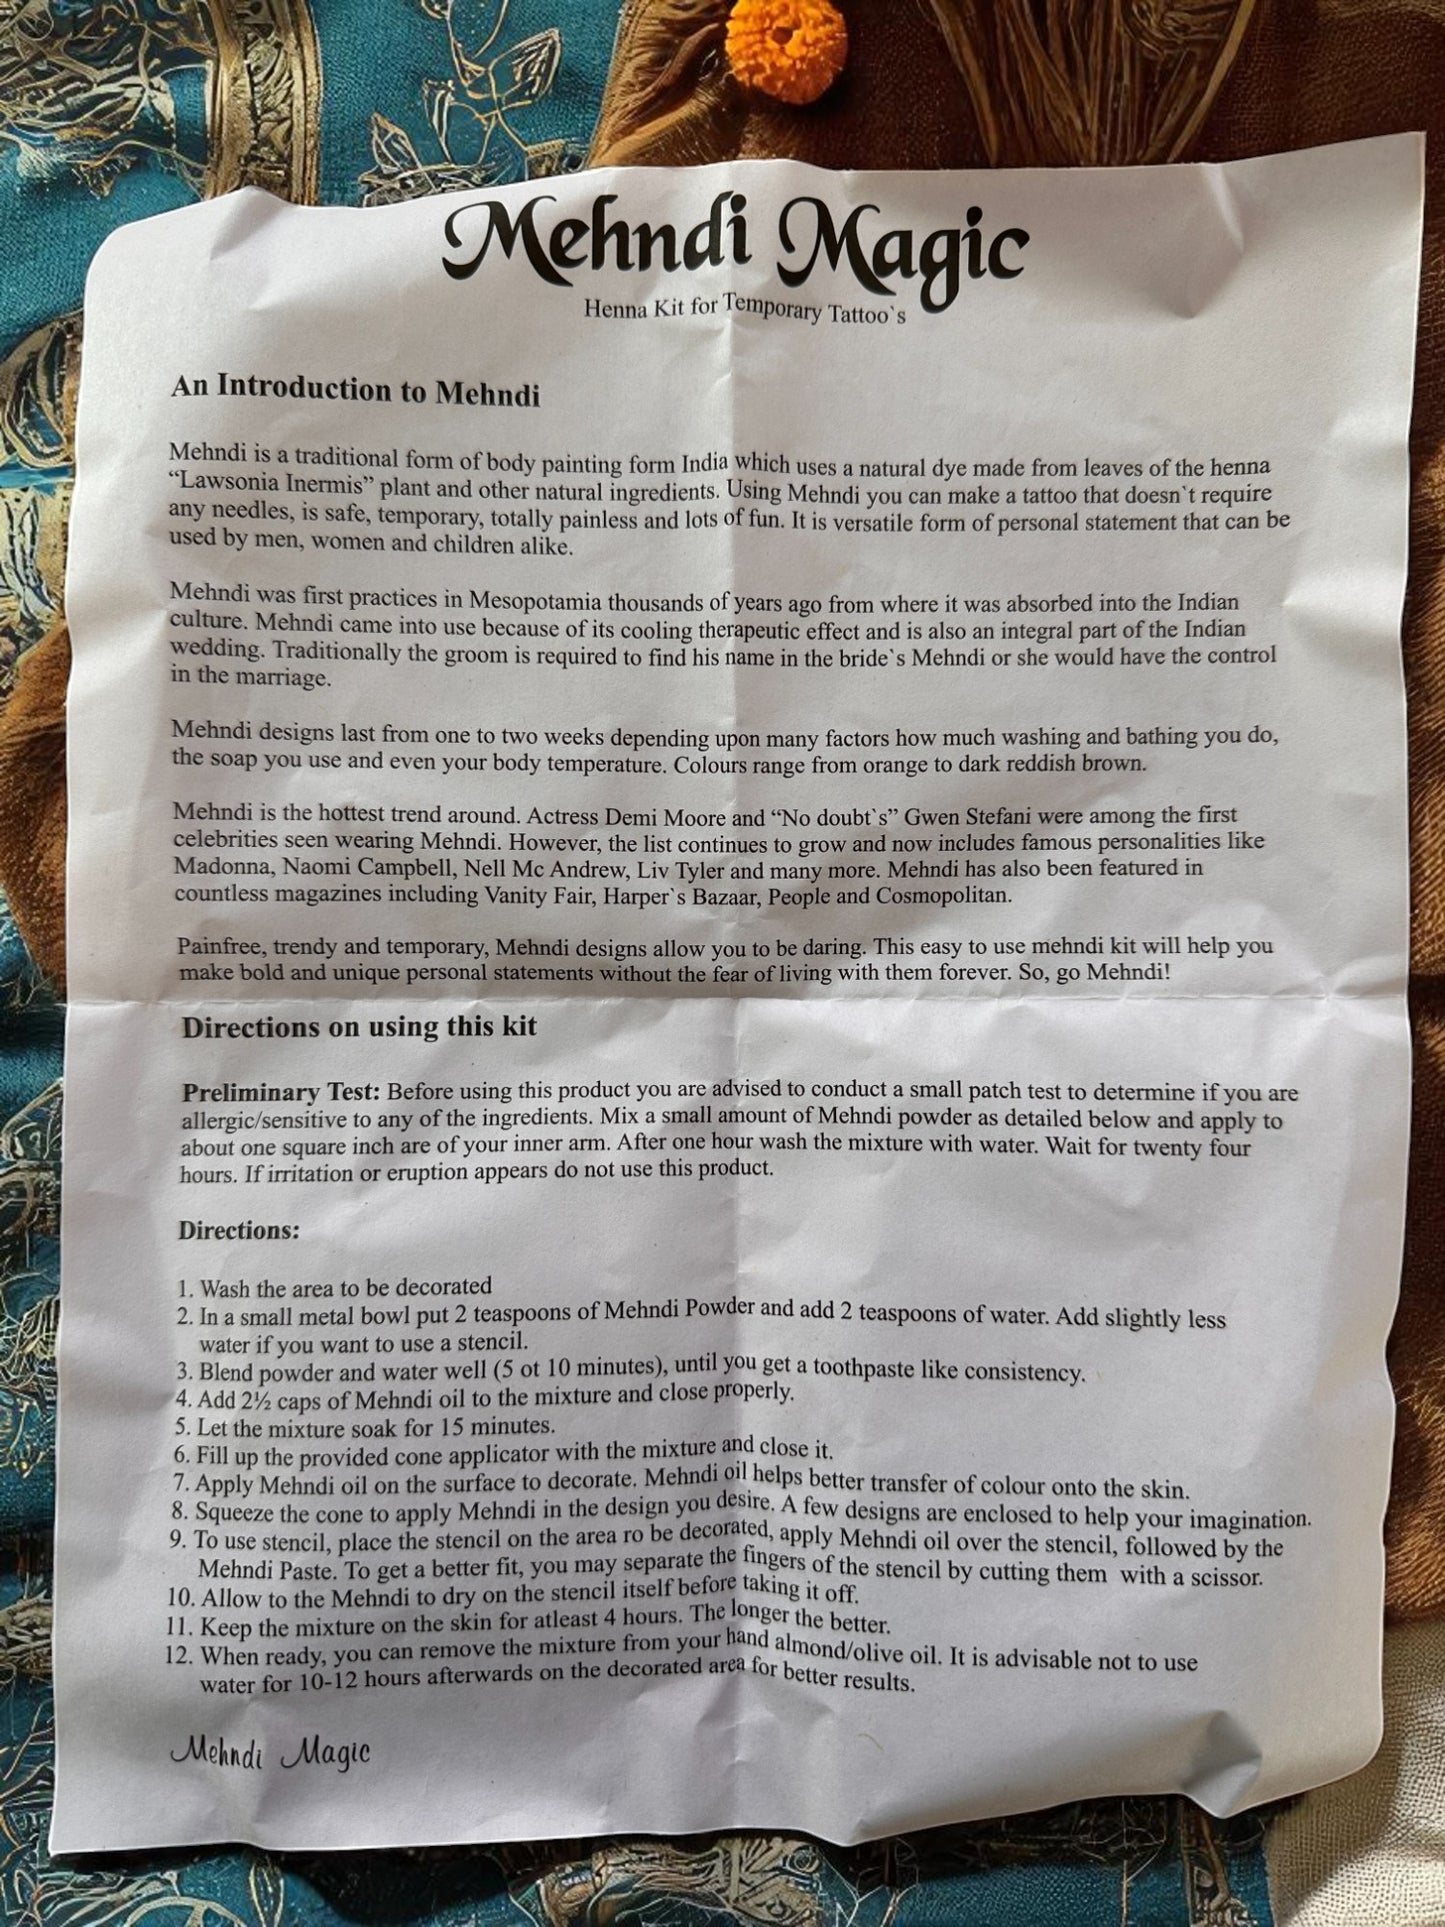 Mehndi Magic
Henna Kit for Temporary Tattoo`s
An Introduction to Mehndi
Mehndi is a traditional form of body painting form India which uses a natural dye made from leaves of the henna
“Lawsonia Inermis” plant and other natural ingredients. Using Mehndi you can make a tattoo that doesn`t require
any needles, is safe, temporary, totally painless and lots of fun. It is versatile form of personal statement that can be
used by men, women and children alike.
Mehndi was first practices in Mesopotamia thousands of years ago from where it was absorbed into the Indian
culture. Mehndi came into use because of its cooling therapeutic effect and is also an integral part of the Indian
wedding. Traditionally the groom is required to find his name in the bride`s Mehndi or she would have the control
in the marriage.
Mehndi designs last from one to two weeks depending upon many factors how much washing and bathing you do,
the soap you use and even your body temperature. Colours range from orange to dark reddish brown.
Mehndi is the hottest trend around. Actress Demi Moore and “No doubt`s” Gwen Stefani were among the first
celebrities seen wearing Mehndi. However, the list continues to grow and now includes famous personalities like
Madonna, Naomi Campbell, Nell Mc Andrew, Liv Tyler and many more. Mehndi has also been featured in
countless magazines including Vanity Fair, Harper`s Bazaar, People and Cosmopolitan.
Painfree, trendy and temporary, Mehndi designs allow you to be daring. This easy to use mehndi kit will help you
make bold and unique personal statements without the fear of living with them forever. So, go Mehndi!
Directions on using this kit
Preliminary Test: Before using this product you are advised to conduct a small patch test to determine if you are
allergic/sensitive to any of the ingredients. Mix a small amount of Mehndi powder as detailed below and apply to
about one square inch are of your inner arm. After one hour wash the mixture with water. Wait for twenty four
hours. If irritation or eruption appears do not use this product.
Directions:
1. Wash the area to be decorated
2. In a small metal bowl put 2 teaspoons of Mehndi Powder and add 2 teaspoons of water. Add slightly less
water if you want to use a stencil.
3. Blend powder and water well (5 ot 10 minutes), until you get a toothpaste like consistency.
4. Add 2½ caps of Mehndi oil to the mixture and close properly.
5. Let the mixture soak for 15 minutes.
6. Fill up the provided cone applicator with the mixture and close it.
7. Apply Mehndi oil on the surface to decorate. Mehndi oil helps better transfer of colour onto the skin.
8. Squeeze the cone to apply Mehndi in the design you desire. A few designs are enclosed to help your imagination.
9. To use stencil, place the stencil on the area ro be decorated, apply Mehndi oil over the stencil, followed by the
Mehndi Paste. To get a better fit, you may separate the fingers of the stencil by cutting them with a scissor.
10. Allow to the Mehndi to dry on the stencil itself before taking it off.
11. Keep the mixture on the skin for atleast 4 hours. The longer the better.
12. When ready, you can remove the mixture from your hand almond/olive oil. It is advisable not to use
water for 10-12 hours afterwards on the decorated area for better results.
Mehndi Magic